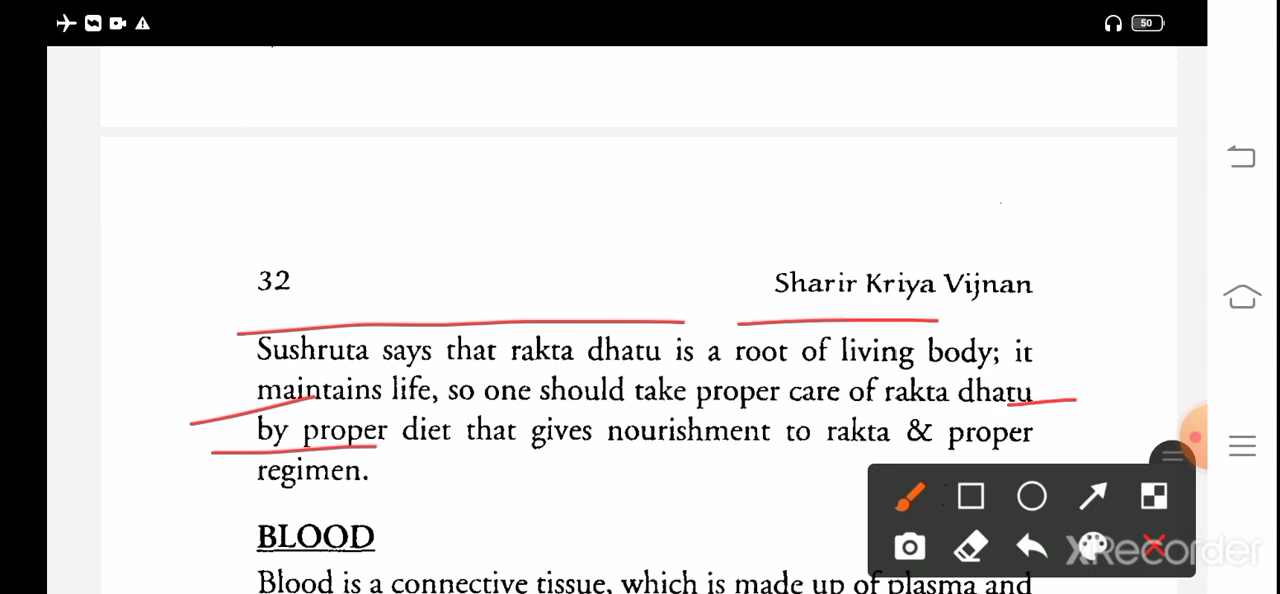 50
32
Sharir Kriya Vijnan
Sushruta says that rakta dhatu is a root of living body; it
maintains life, so one should take proper care of rakta dhatu
by proper diet that gives nourishment to rakta & proper
regimen.
BLOOD
Blood is a connective tissue, which is made up of plasma and
XRecorder